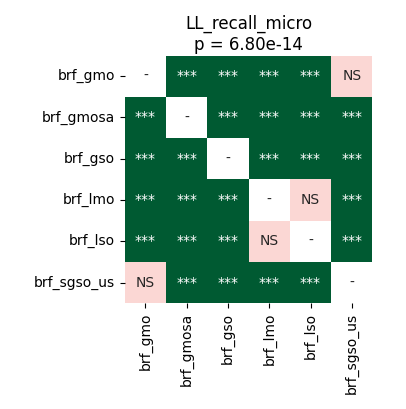 LL_recall_micro
p = 6.80e-14
brf_gmo - *** *** *** *** NS
brf_gmosa *** - *** *** *** ***
brf_gso *** *** - *** *** ***
brf_lmo *** *** *** - NS ***
brf_lso *** *** *** NS - ***
brf_sgso_us NS *** *** *** *** -
brf_gmo
brf_gmosa
brf_gso
brf_lmo
brf_lso
brf_sgso_us